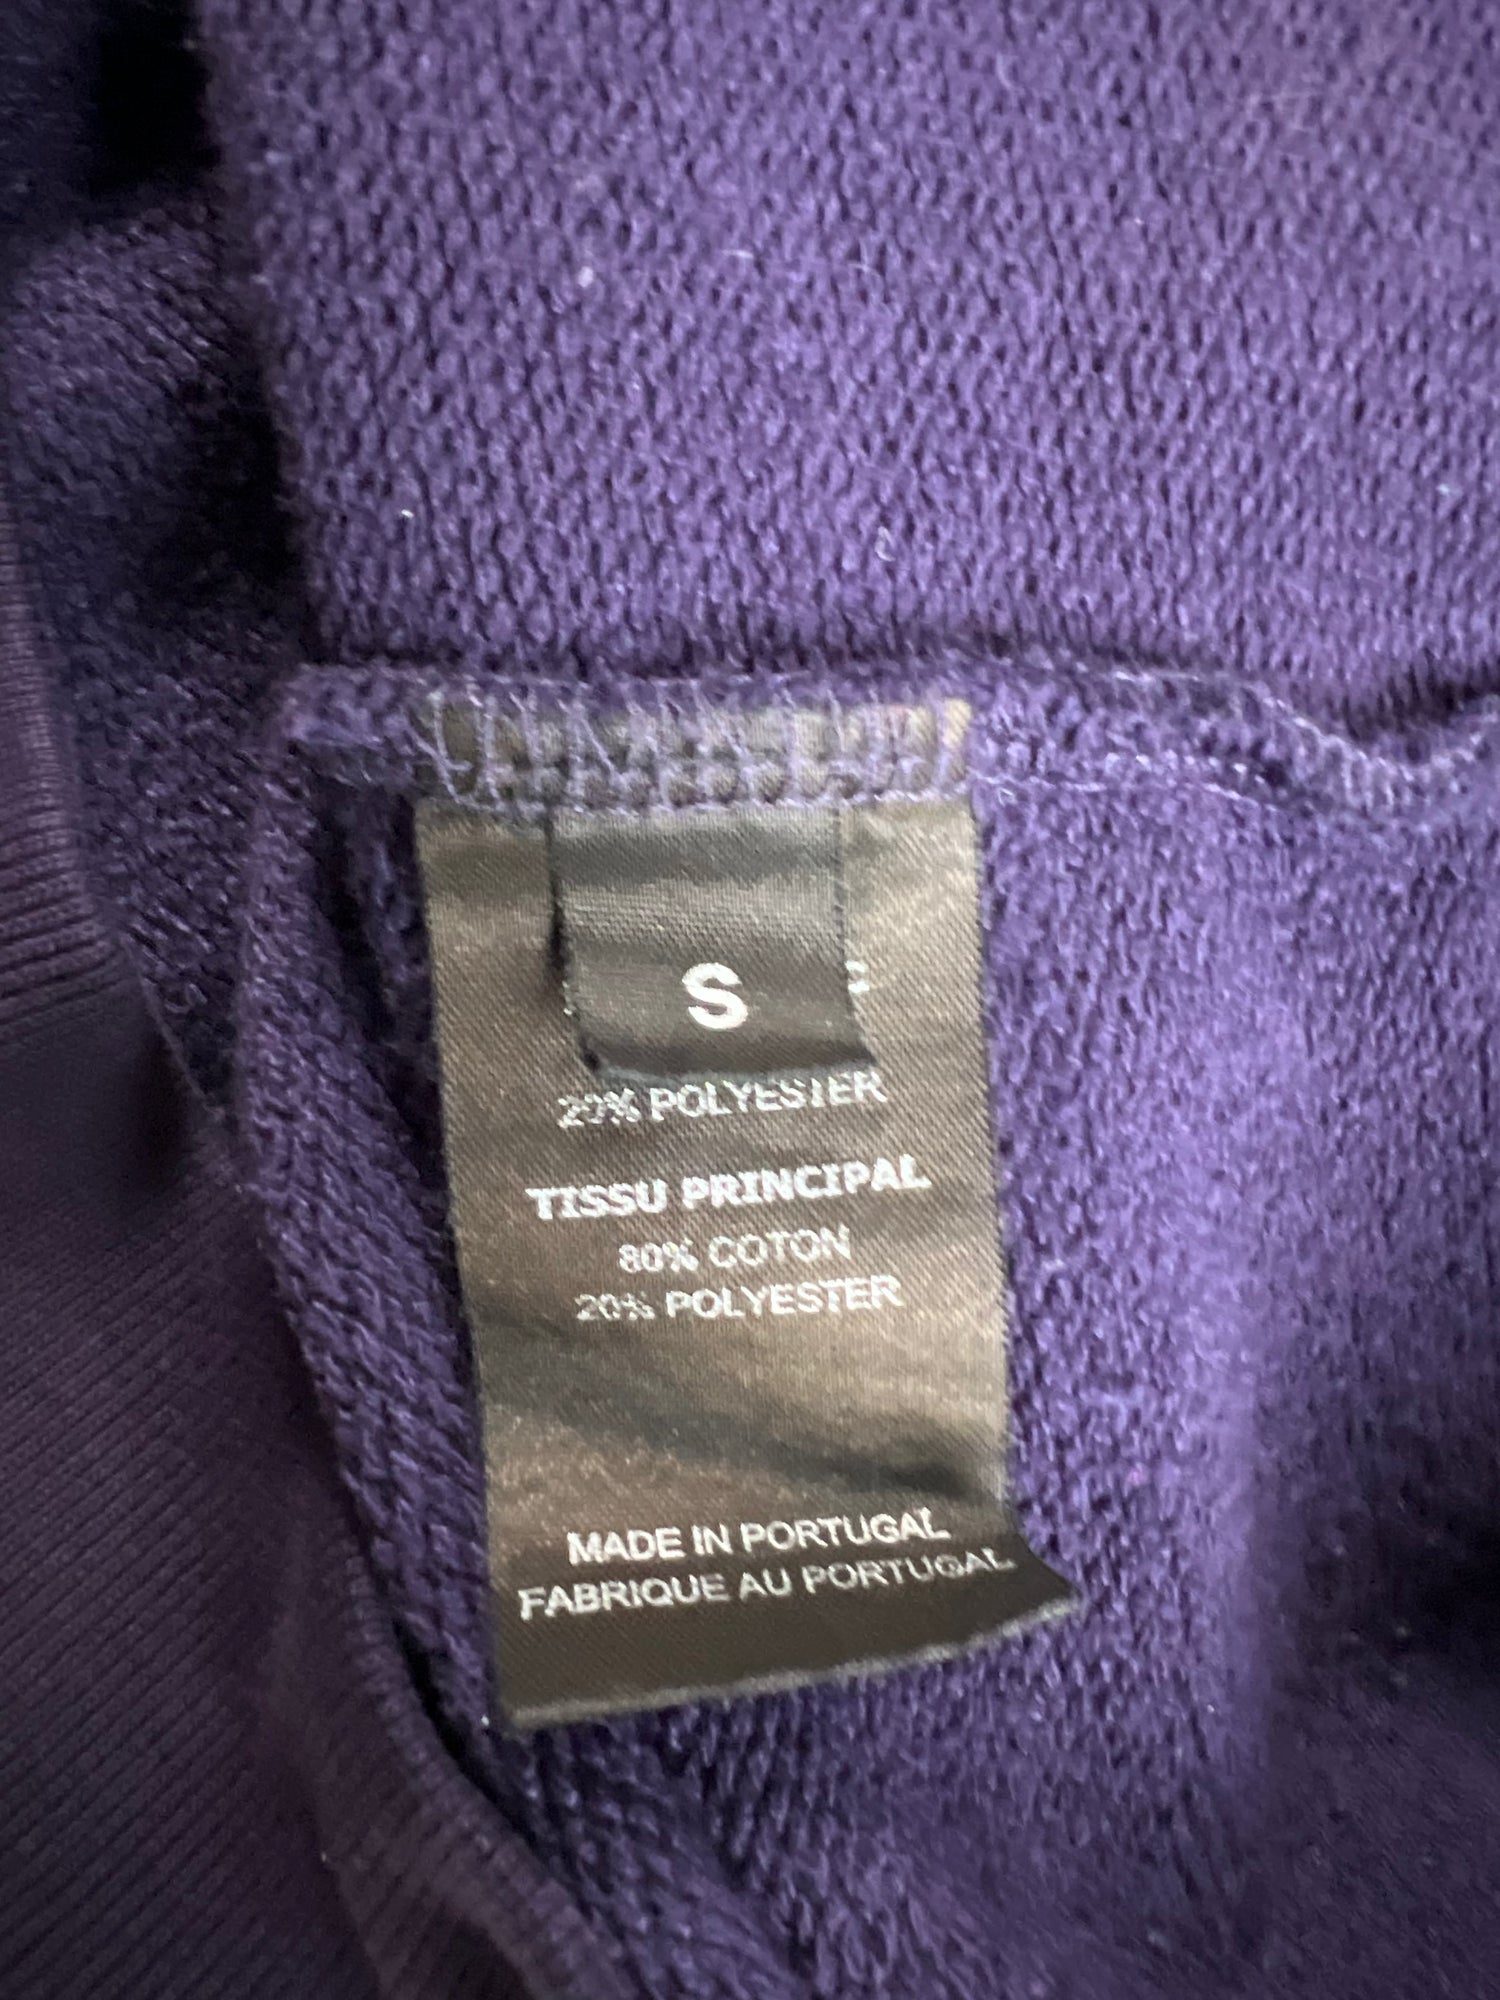 S
20% POLYESTER
TISSU PRINCIPAL
80% COTON
20% POLYESTER
MADE IN PORTUGAL
FABRIQUE AU PORTUGAL